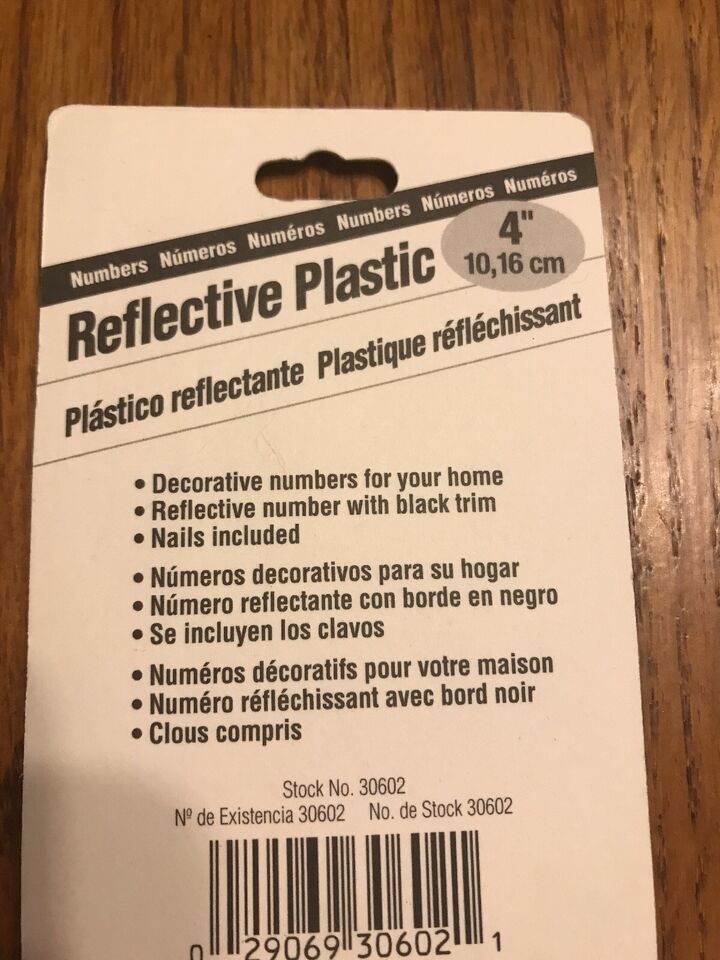 Numbers Números Numéros Numbers Números Numéros
4"
10,16 cm
Reflective Plastic
Plástico reflectante Plastique réfléchissant
• Decorative numbers for your home
• Reflective number with black trim
• Nails included
• Números decorativos para su hogar
• Número reflectante con borde en negro
• Se incluyen los clavos
• Numéros décoratifs pour votre maison
• Numéro réfléchissant avec bord noir
• Clous compris
Stock No. 30602
Nº de Existencia 30602 No. de Stock 30602
0 29069 30602 1